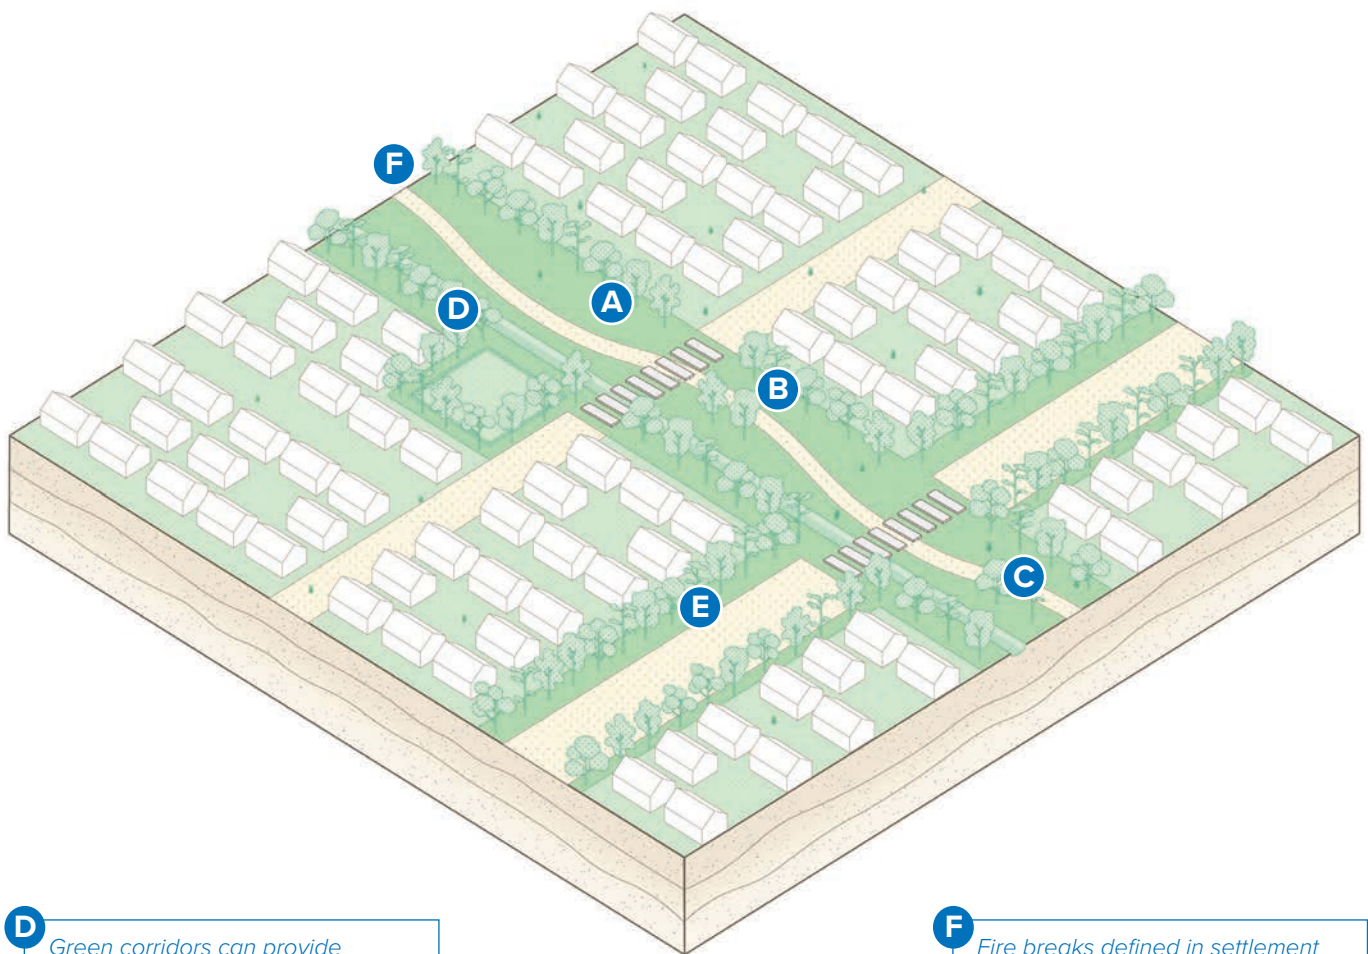 F
D
A
B
C
E
D
Green corridors can provide
F
Fire breaks defined in settlement